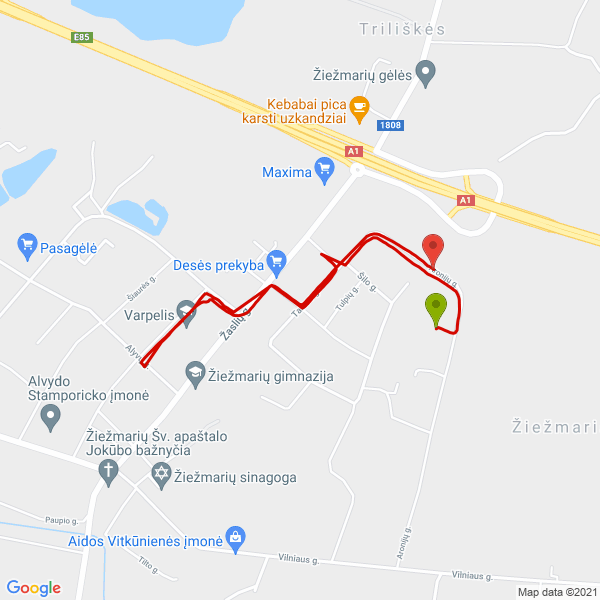 Triliškės
E85
Žiežmarių gėlės
Kebabai pica
karsti uzkandziai
1808
A1
Maxima
A1
Pasagėlė
Desės prekyba
Šiaurės g.
Aronijų g.
Šilo g.
Tulpių g.
Varpelis
Žaslių g.
Alyvų
Žiežmarių gimnazija
Alvydo
Stamporicko įmonė
Žiežmari
Žiežmarių Šv. apaštalo
Jokūbo bažnyčia
Žiežmarių sinagoga
Paupio g.
Aidos Vitkūnienės įmonė
Aronijų g.
Tilto g.
Vilniaus g.
Vilniaus g.
Google
Map data ©2021